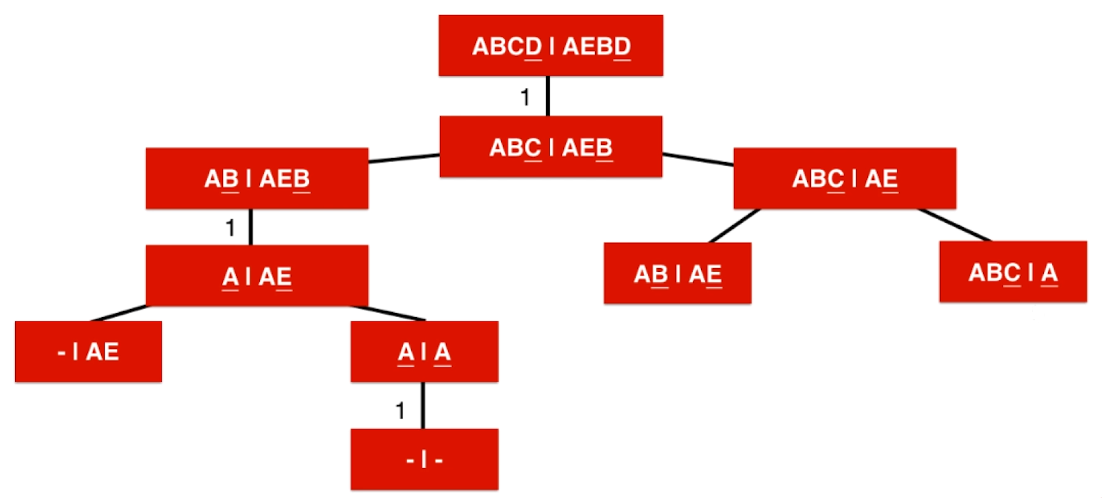 ABCD | AEBD
1
ABC | AEB
AB | AEB
ABC | AE
1
A | AE
AB | AE
ABC | A
- | AE
A | A
1
- | -